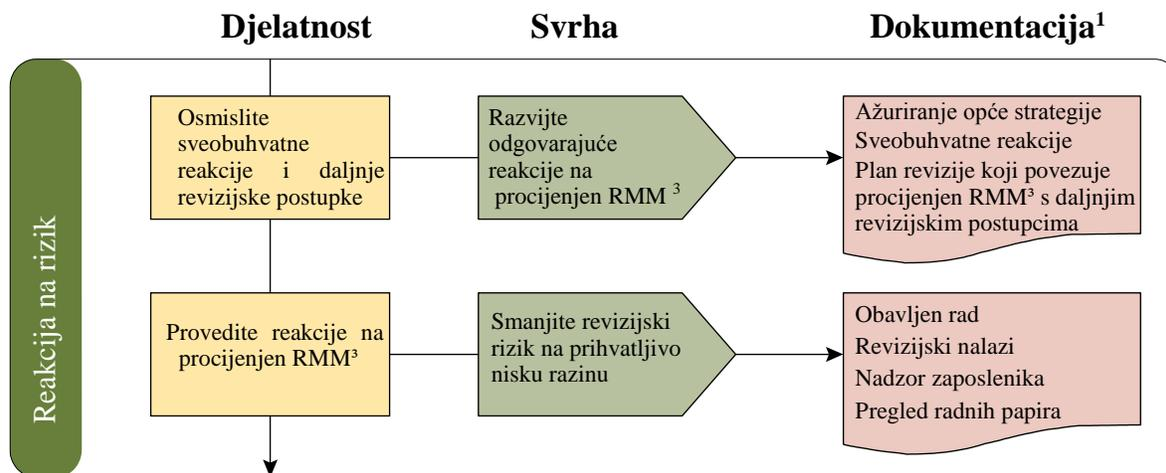 Djelatnost
Svrha
Dokumentacija¹
Reakcija na rizik
Osmislite
sveobuhvatne
reakcije i daljnje
revizijske postupke
Razvijte
odgovarajuće
reakcije na
procijenjen RMM ³
Ažuriranje opće strategije
Sveobuhvatne reakcije
Plan revizije koji povezuje
procijenjen RMM³ s daljnjim
revizijskim postupcima
Provedite reakcije na
procijenjen RMM³
Smanjite revizijski
rizik na prihvatljivo
nisku razinu
Obavljen rad
Revizijski nalazi
Nadzor zaposlenika
Pregled radnih papira